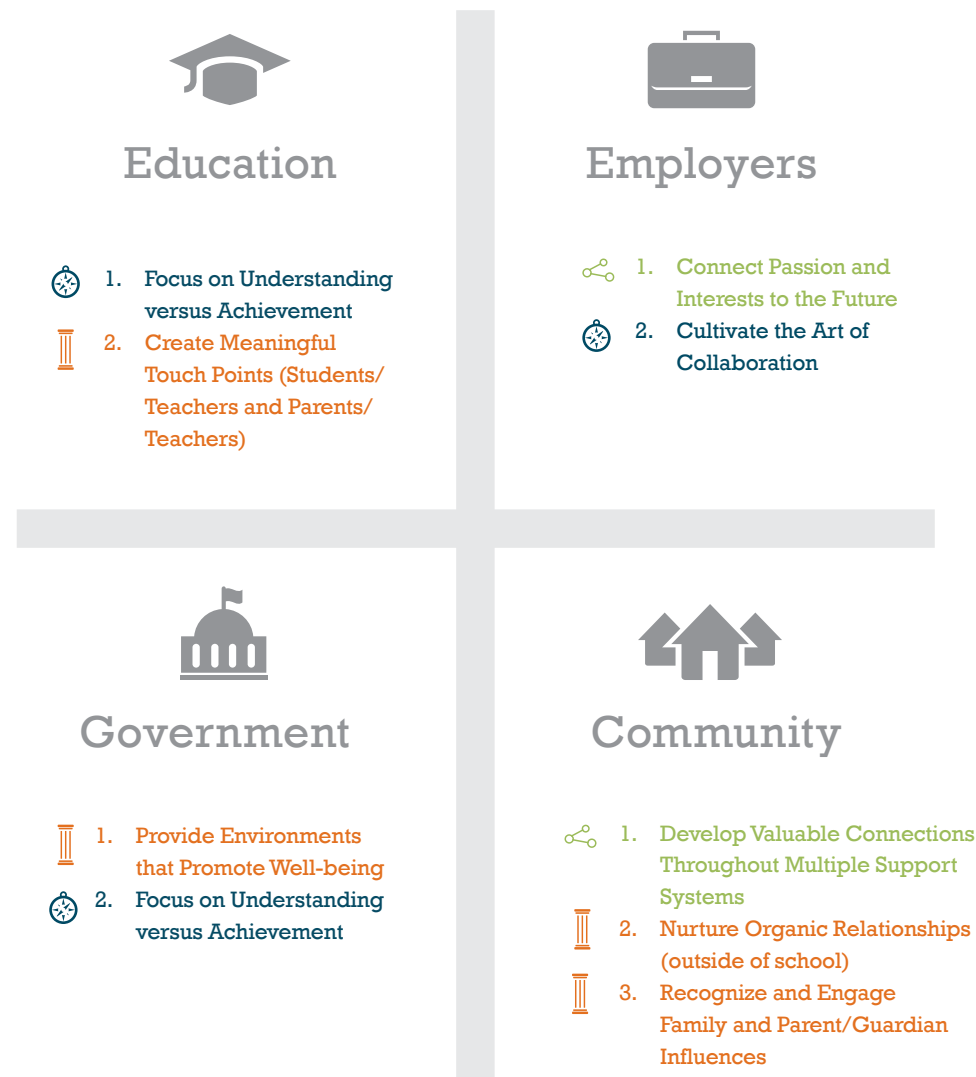 Education
1. Focus on Understanding
versus Achievement
2. Create Meaningful
Touch Points (Students/
Teachers and Parents/
Teachers)
Employers
1. Connect Passion and
Interests to the Future
2. Cultivate the Art of
Collaboration
Government
1. Provide Environments
that Promote Well-being
2. Focus on Understanding
versus Achievement
Community
1. Develop Valuable Connections
Throughout Multiple Support
Systems
2. Nurture Organic Relationships
(outside of school)
3. Recognize and Engage
Family and Parent/Guardian
Influences